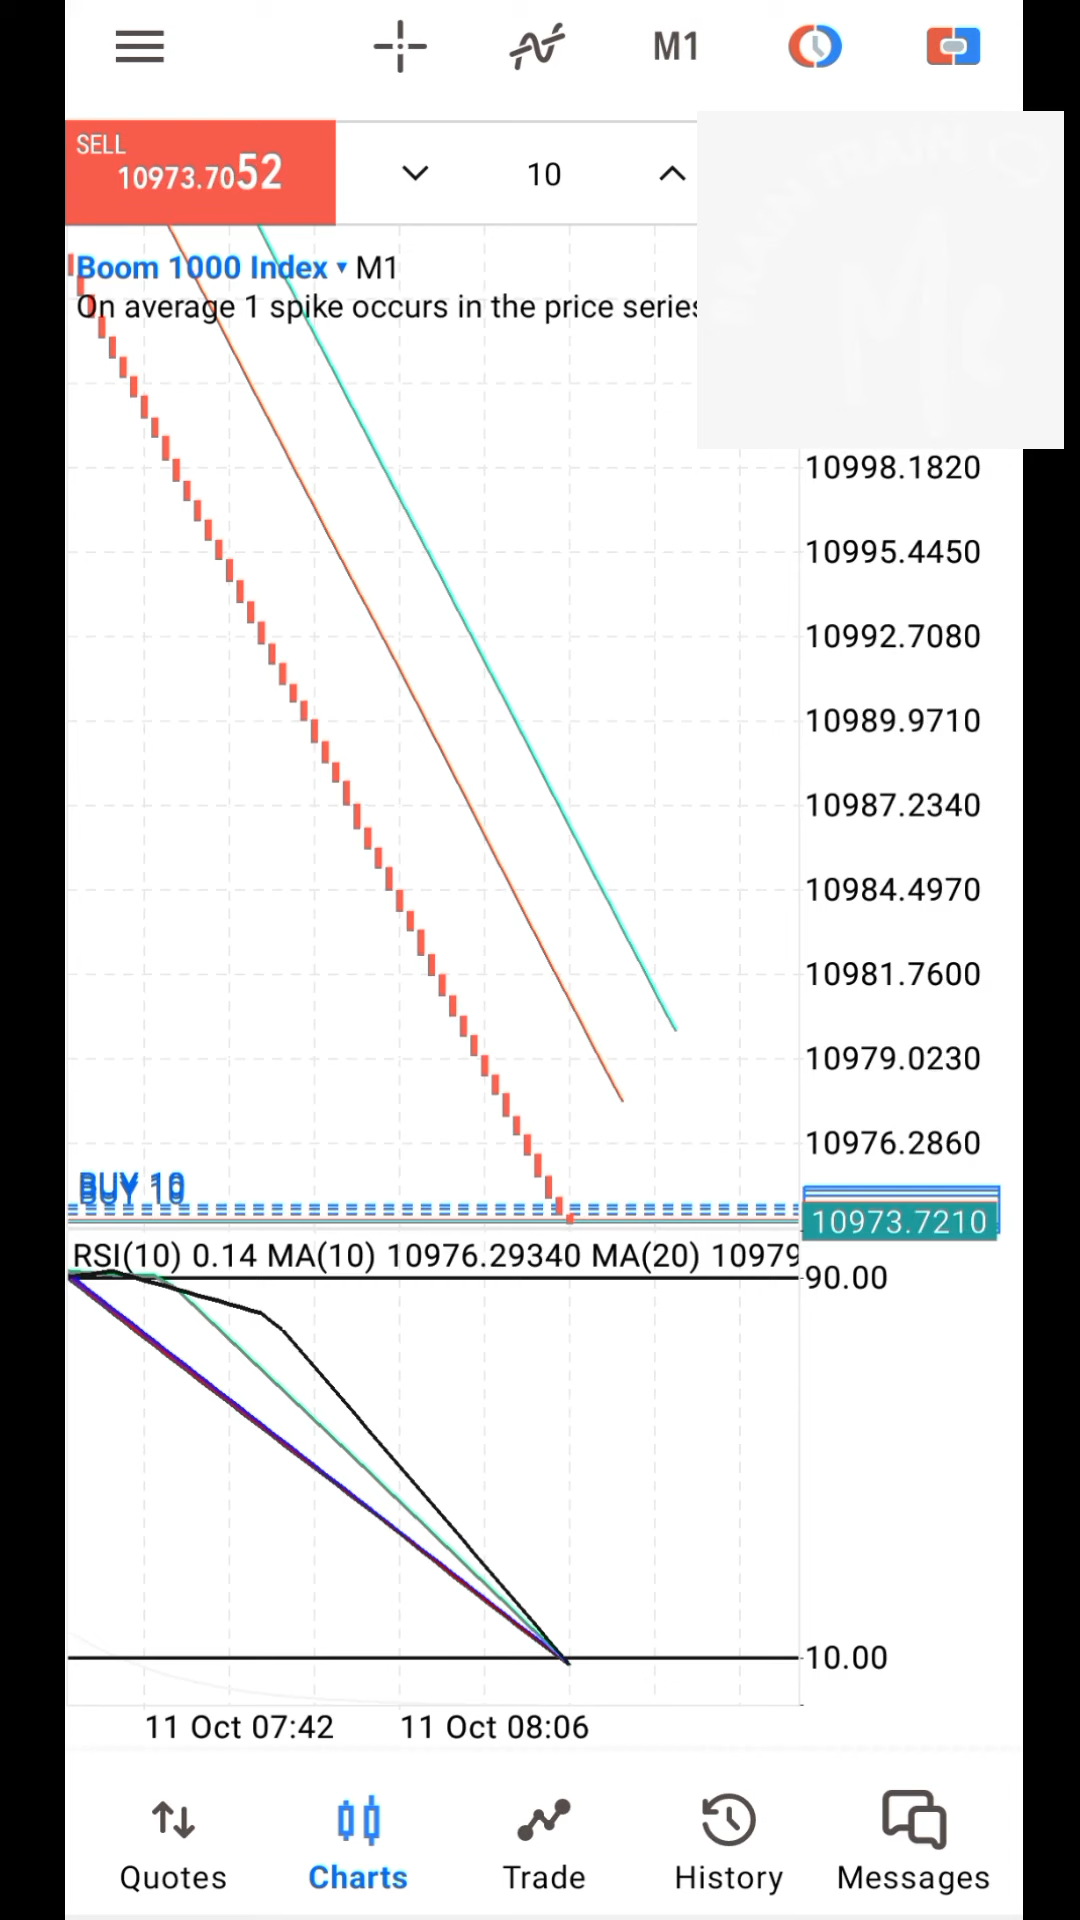 M1
SELL
10973.7052
10
Boom 1000 Index ▾ M1
On average 1 spike occurs in the price series
10998.1820
10995.4450
10992.7080
10989.9710
10987.2340
10984.4970
10981.7600
10979.0230
10976.2860
BUY 10
10973.7210
RSI(10) 0.14 MA(10) 10976.29340 MA(20) 10979
90.00
10.00
11 Oct 07:42 11 Oct 08:06
Quotes Charts Trade History Messages